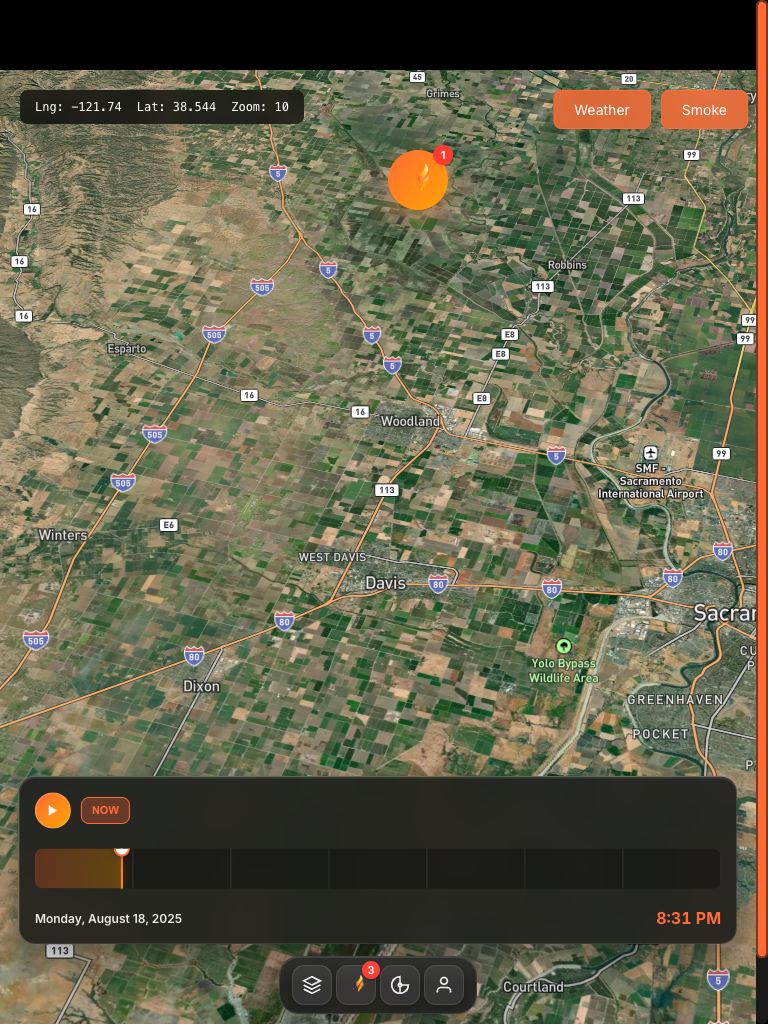 45
20
Grimes
Lng: −121.74 Lat: 38.544 Zoom: 10
Weather
Smoke
99
1
5
113
16
16
Robbins
5
505
113
16
99
505
5
E8
99
Esparto
E8
5
16
E8
16
Woodland
505
5
99
SMF -
Sacramento
International Airport
505
113
E6
Winters
80
WEST DAVIS
80
Davis
80
80
Sacrar
80
505
CU
P
80
Yolo Bypass
Wildlife Area
Dixon
GREENHAVEN
POCKET
P
NOW
Monday, August 18, 2025
8:31 PM
113
3
5
Courtland